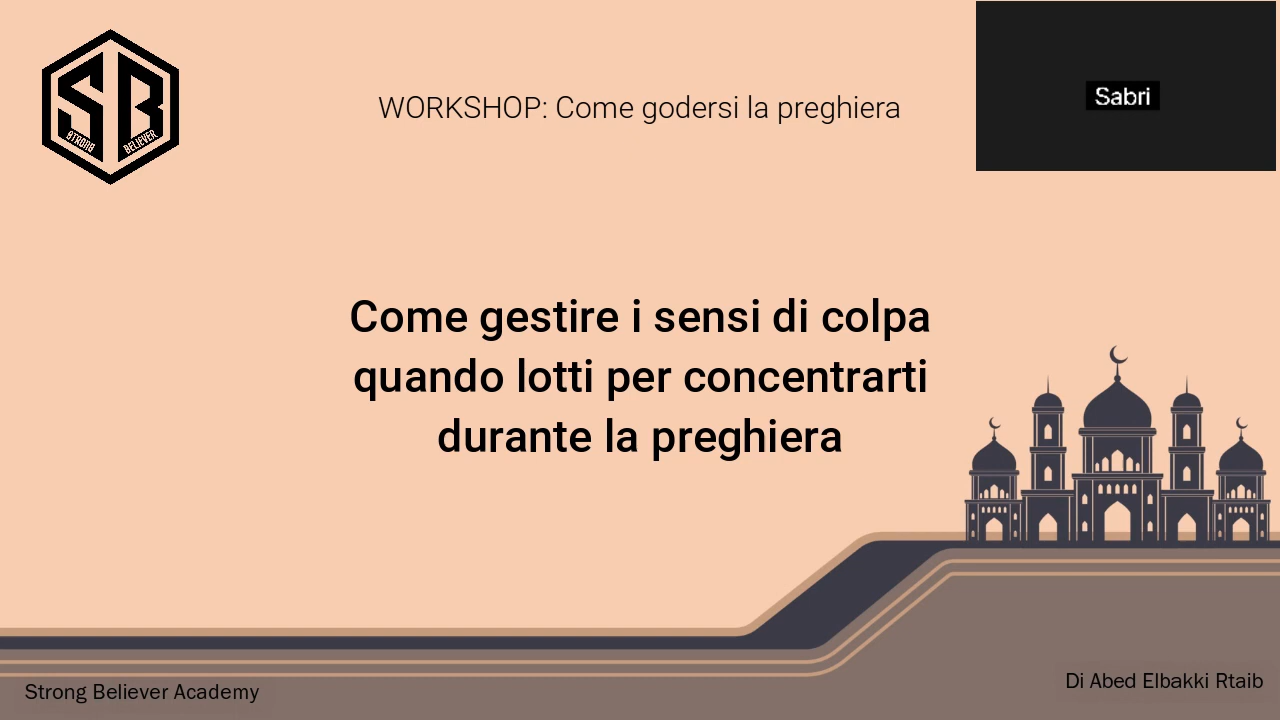 SB
STRONG BELIEVER
WORKSHOP: Come godersi la preghiera
Sabri
Come gestire i sensi di colpa
quando lotti per concentrarti
durante la preghiera
Strong Believer Academy
Di Abed Elbakki Rtaib